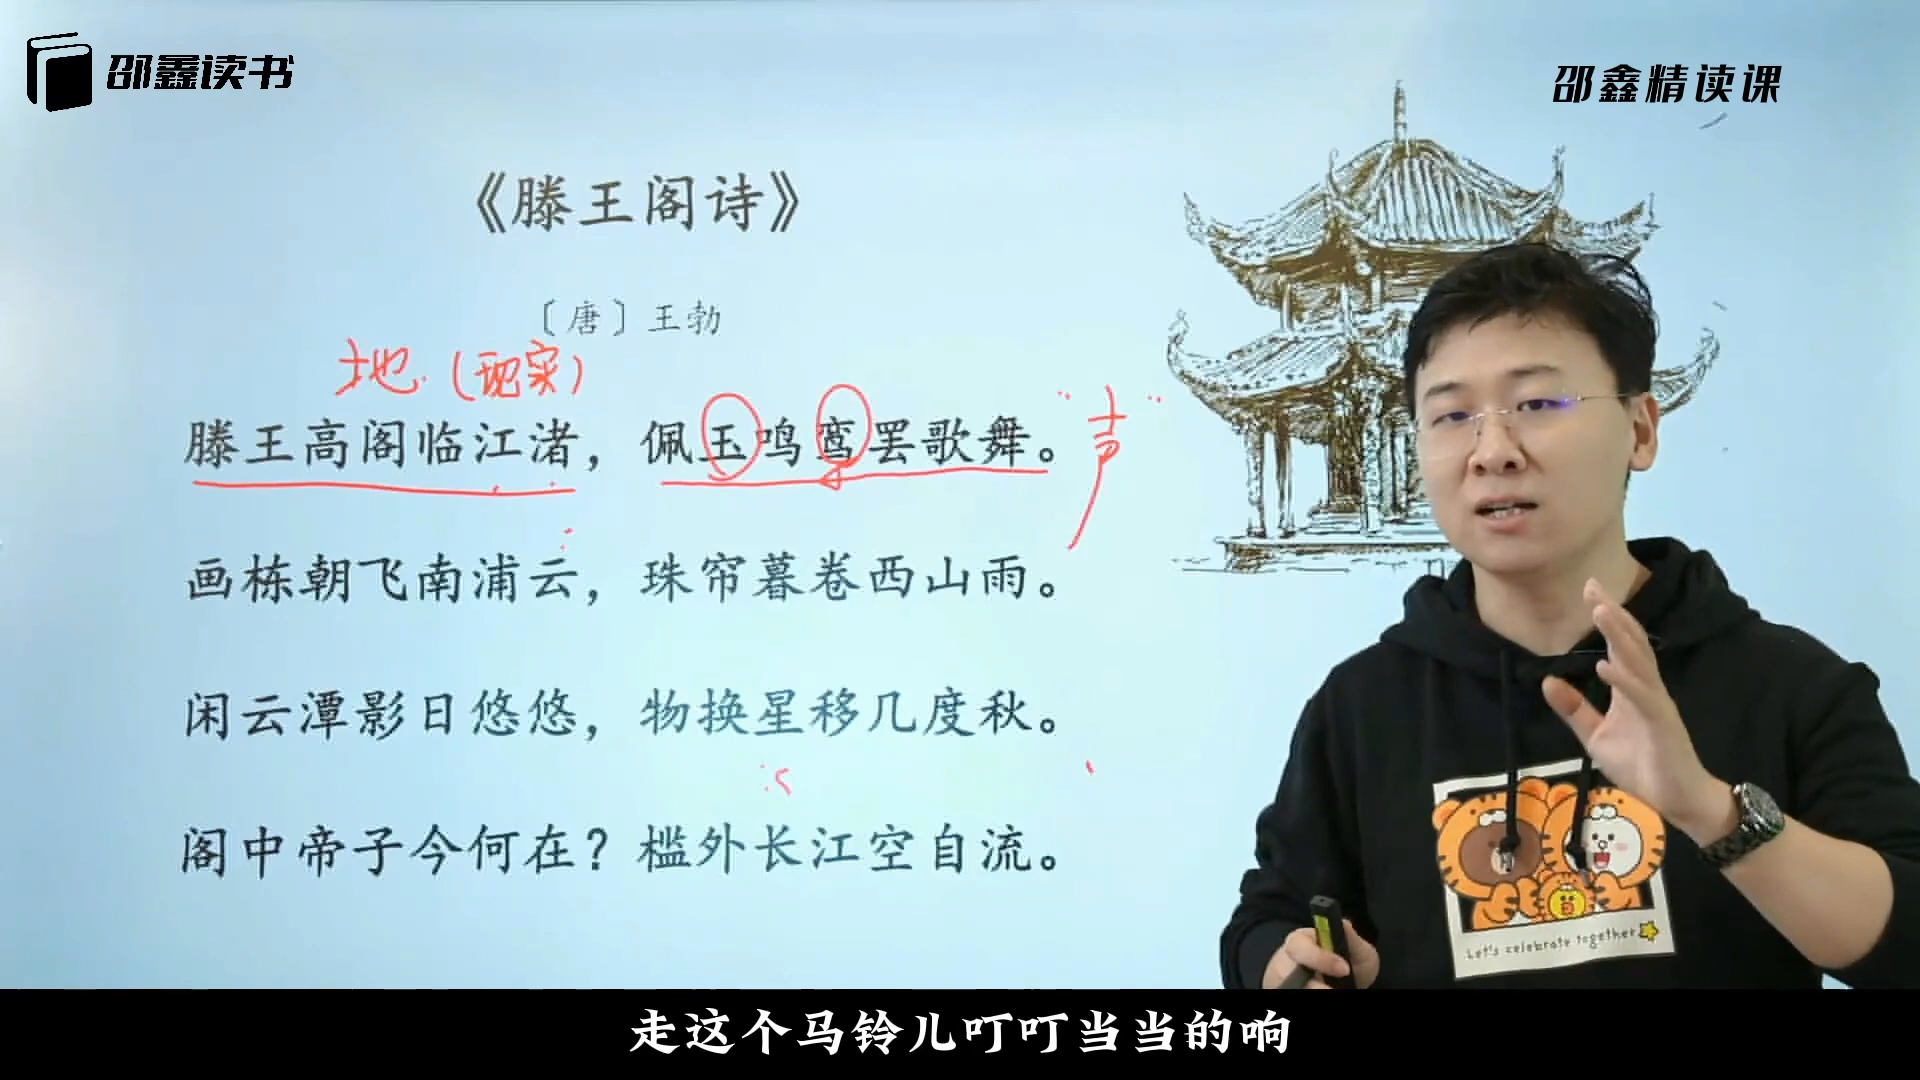 邵鑫读书
邵鑫精读课
《滕王阁诗》
〔唐〕王勃
地(现实)
滕王高阁临江渚，佩玉鸣鸾罢歌舞。
"声"
画栋朝飞南浦云，珠帘暮卷西山雨。
闲云潭影日悠悠，物换星移几度秋。
阁中帝子今何在？槛外长江空自流。
Let's celebrate together
走这个马铃儿叮叮当当的响